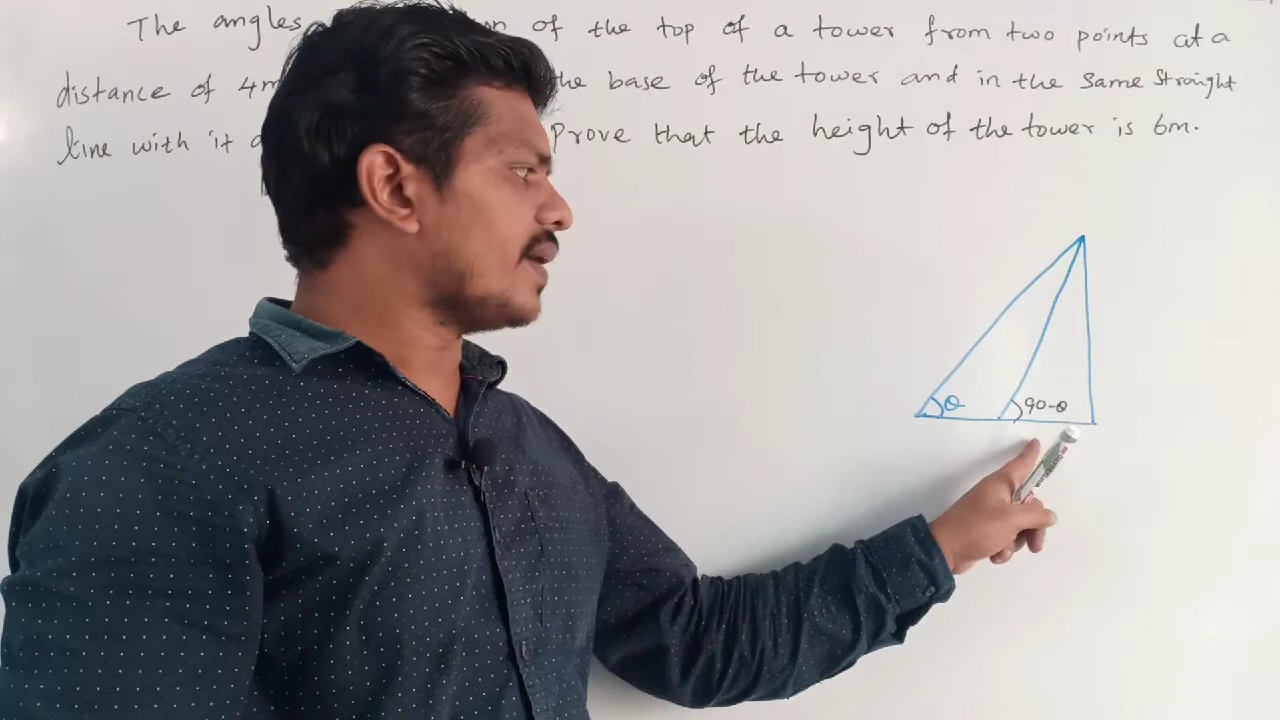 The angles of the top of a tower from two points at a
distance of 4m the base of the tower and in the same straight
line with it Prove that the height of the tower is 6m.
θ
90-θ